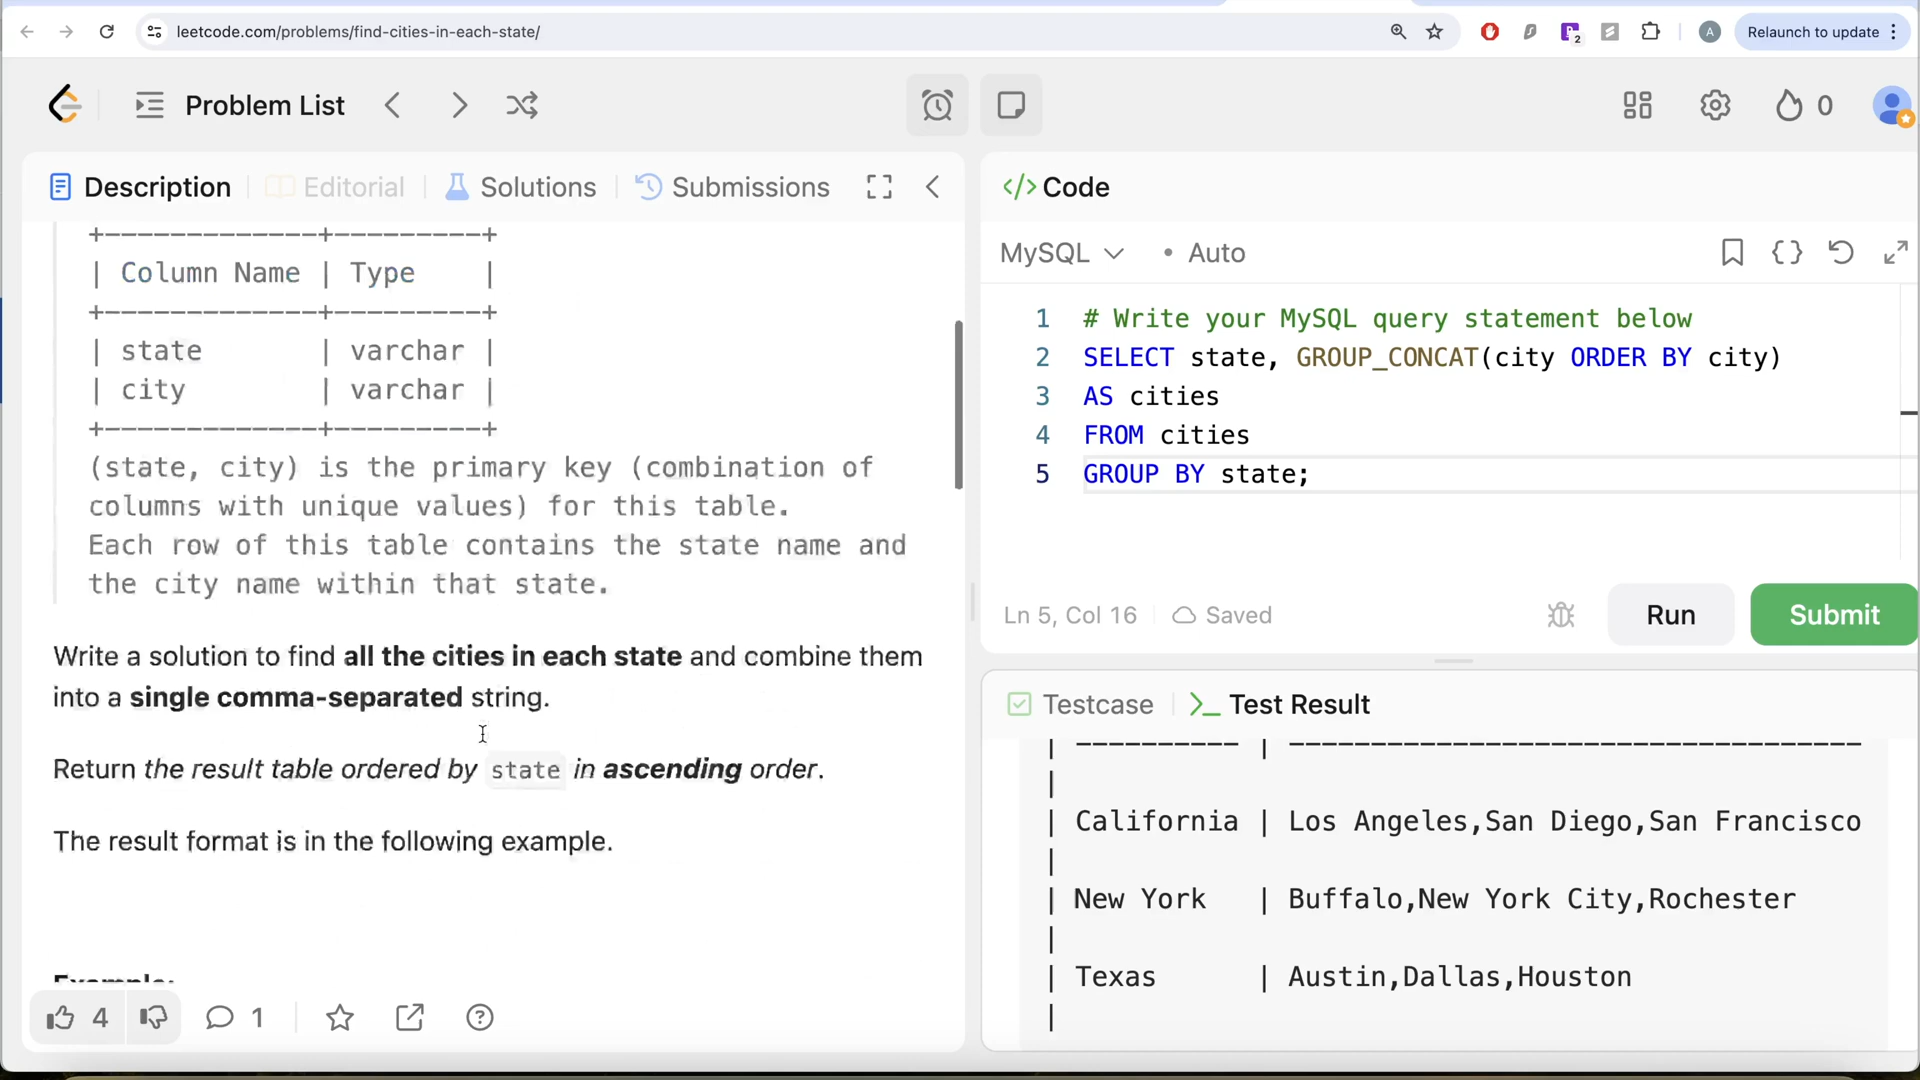 leetcode.com/problems/find-cities-in-each-state/
2
A
Relaunch to update
Problem List
0
Description
Editorial
Solutions
Submissions
+-------------+---------+
| Column Name | Type    |
+-------------+---------+
| state       | varchar |
| city        | varchar |
+-------------+---------+
(state, city) is the primary key (combination of
columns with unique values) for this table.
Each row of this table contains the state name and
the city name within that state.
Write a solution to find all the cities in each state and combine them
into a single comma-separated string.
Return the result table ordered by state in ascending order.
The result format is in the following example.
Example:
4
1
</> Code
MySQL
• Auto
1 # Write your MySQL query statement below
2 SELECT state, GROUP_CONCAT(city ORDER BY city)
3 AS cities
4 FROM cities
5 GROUP BY state;
Ln 5, Col 16
Saved
Run
Submit
Testcase
>_ Test Result
| ---------- | -----------------------------------
|
| California | Los Angeles,San Diego,San Francisco
|
| New York   | Buffalo,New York City,Rochester
|
| Texas      | Austin,Dallas,Houston
|